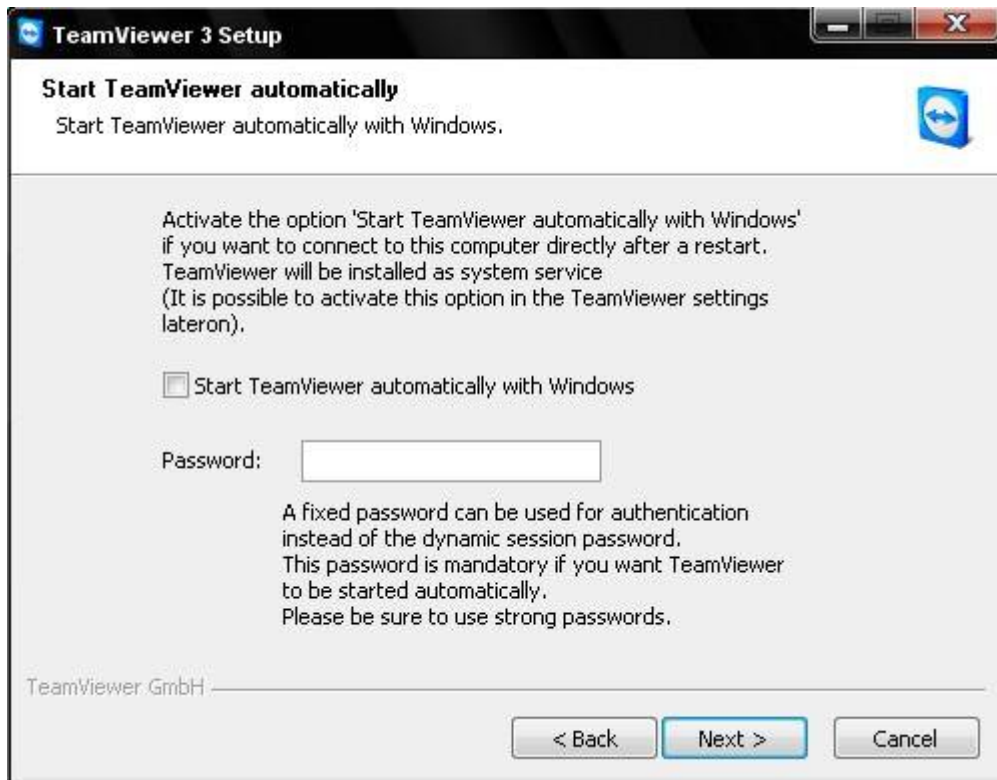 TeamViewer 3 Setup
Start TeamViewer automatically
Start TeamViewer automatically with Windows.
Activate the option 'Start TeamViewer automatically with Windows'
if you want to connect to this computer directly after a restart.
TeamViewer will be installed as system service
(It is possible to activate this option in the TeamViewer settings
lateron).
Start TeamViewer automatically with Windows
Password:
A fixed password can be used for authentication
instead of the dynamic session password.
This password is mandatory if you want TeamViewer
to be started automatically.
Please be sure to use strong passwords.
TeamViewer GmbH
< Back
Next >
Cancel